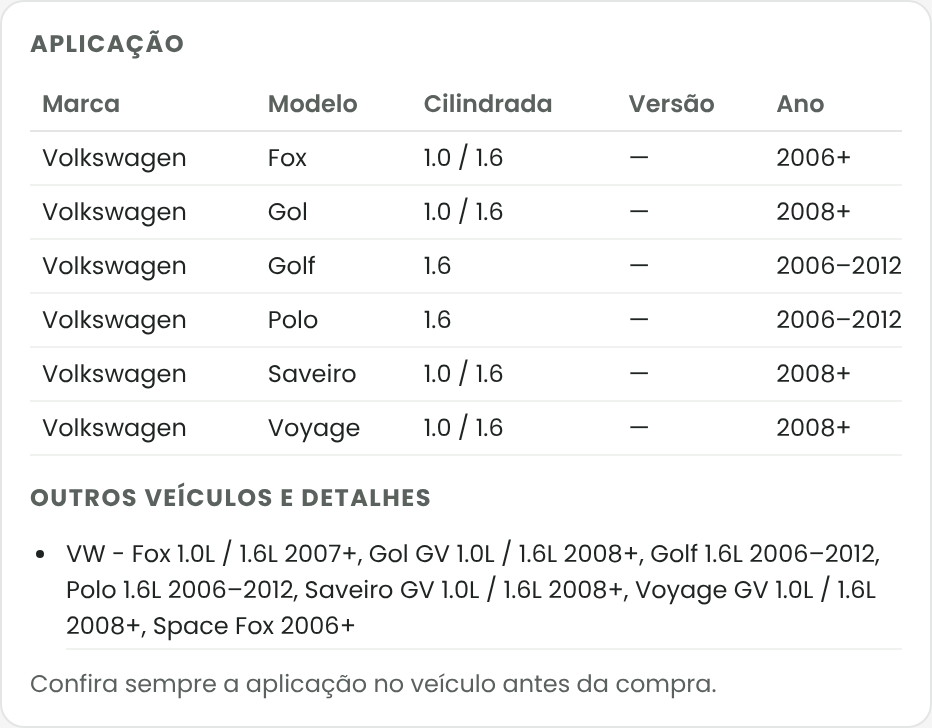 APLICAÇÃO
Marca Modelo Cilindrada Versão Ano
Volkswagen Fox 1.0 / 1.6 — 2006+
Volkswagen Gol 1.0 / 1.6 — 2008+
Volkswagen Golf 1.6 — 2006–2012
Volkswagen Polo 1.6 — 2006–2012
Volkswagen Saveiro 1.0 / 1.6 — 2008+
Volkswagen Voyage 1.0 / 1.6 — 2008+
OUTROS VEÍCULOS E DETALHES
• VW - Fox 1.0L / 1.6L 2007+, Gol GV 1.0L / 1.6L 2008+, Golf 1.6L 2006–2012,
Polo 1.6L 2006–2012, Saveiro GV 1.0L / 1.6L 2008+, Voyage GV 1.0L / 1.6L
2008+, Space Fox 2006+
Confira sempre a aplicação no veículo antes da compra.